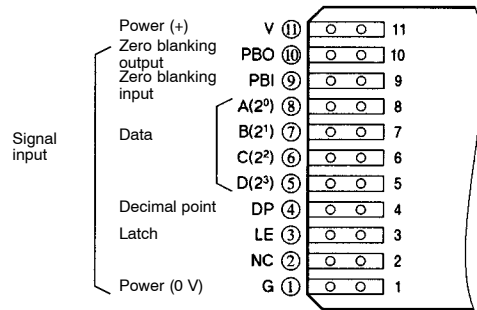 Power (+) V ⑪ 11
Zero blanking output PBO ⑩ 10
Zero blanking input PBI ⑨ 9
A(2⁰) ⑧ 8
Signal input Data B(2¹) ⑦ 7
C(2²) ⑥ 6
D(2³) ⑤ 5
Decimal point DP ④ 4
Latch LE ③ 3
NC ② 2
Power (0 V) G ① 1